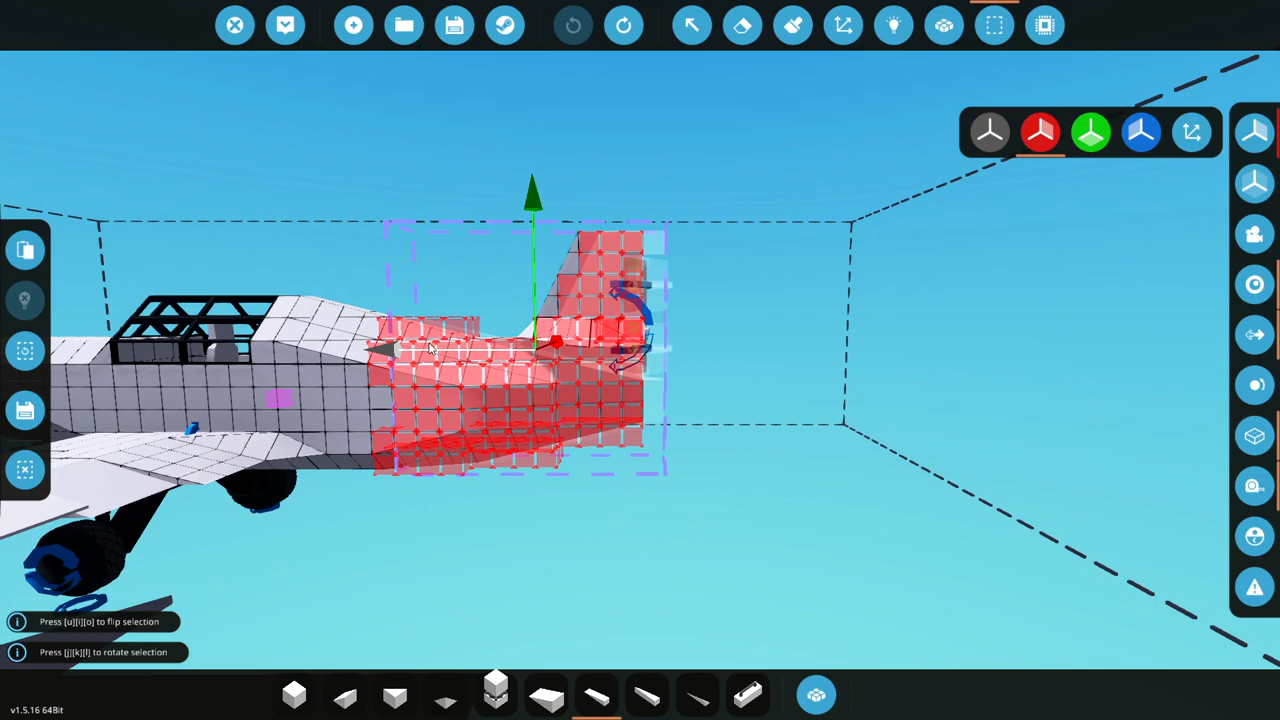 Press [u][i][o] to flip selection
Press [j][k][l] to rotate selection
v1.5.16 64Bit